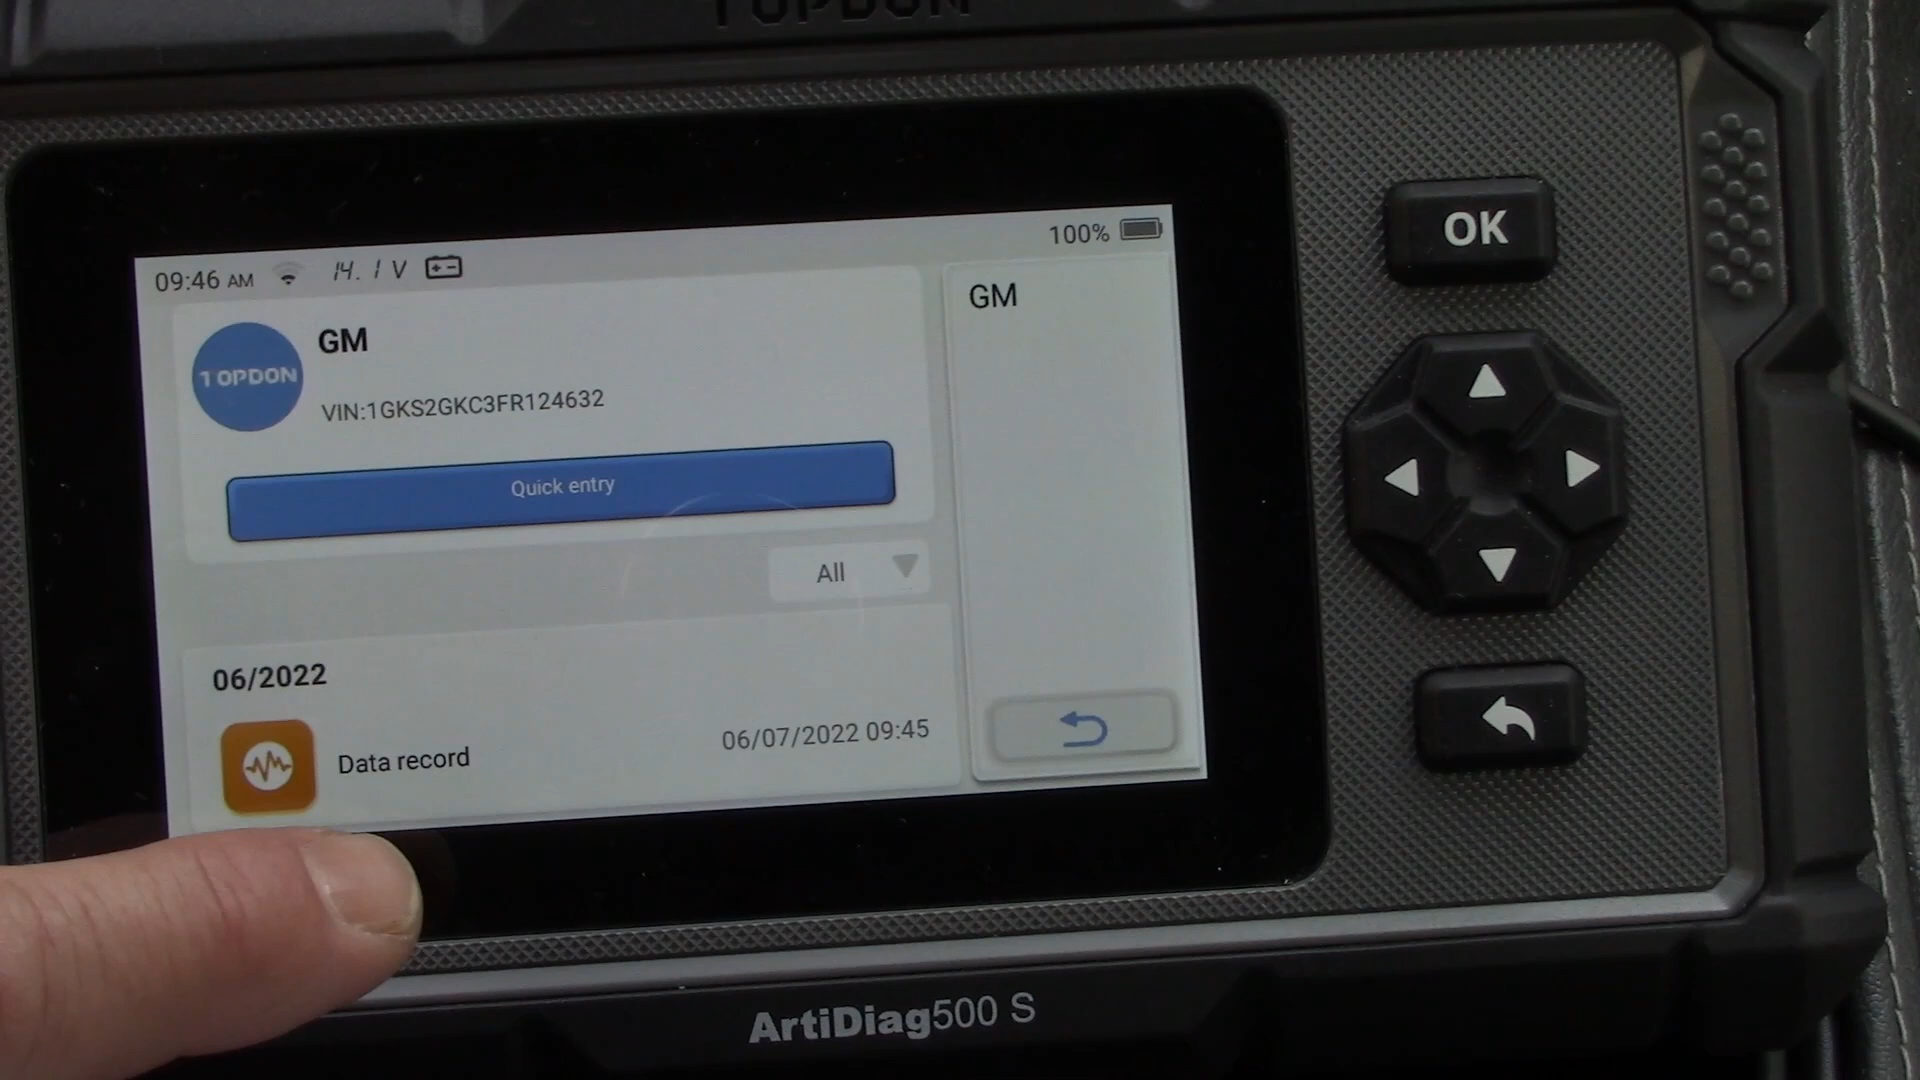 TOPDON
100%
09:46 AM 14.1 V
GM
GM
TOPDON
VIN:1GKS2GKC3FR124632
Quick entry
All
06/2022
Data record
06/07/2022 09:45
OK
ArtiDiag500 S